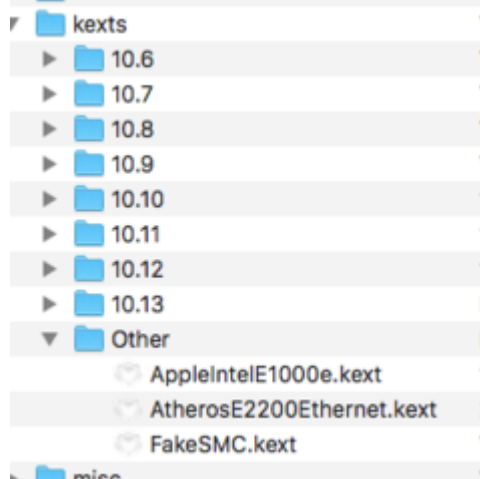 kexts
10.6
10.7
10.8
10.9
10.10
10.11
10.12
10.13
Other
AppleIntelE1000e.kext
AtherosE2200Ethernet.kext
FakeSMC.kext
misc